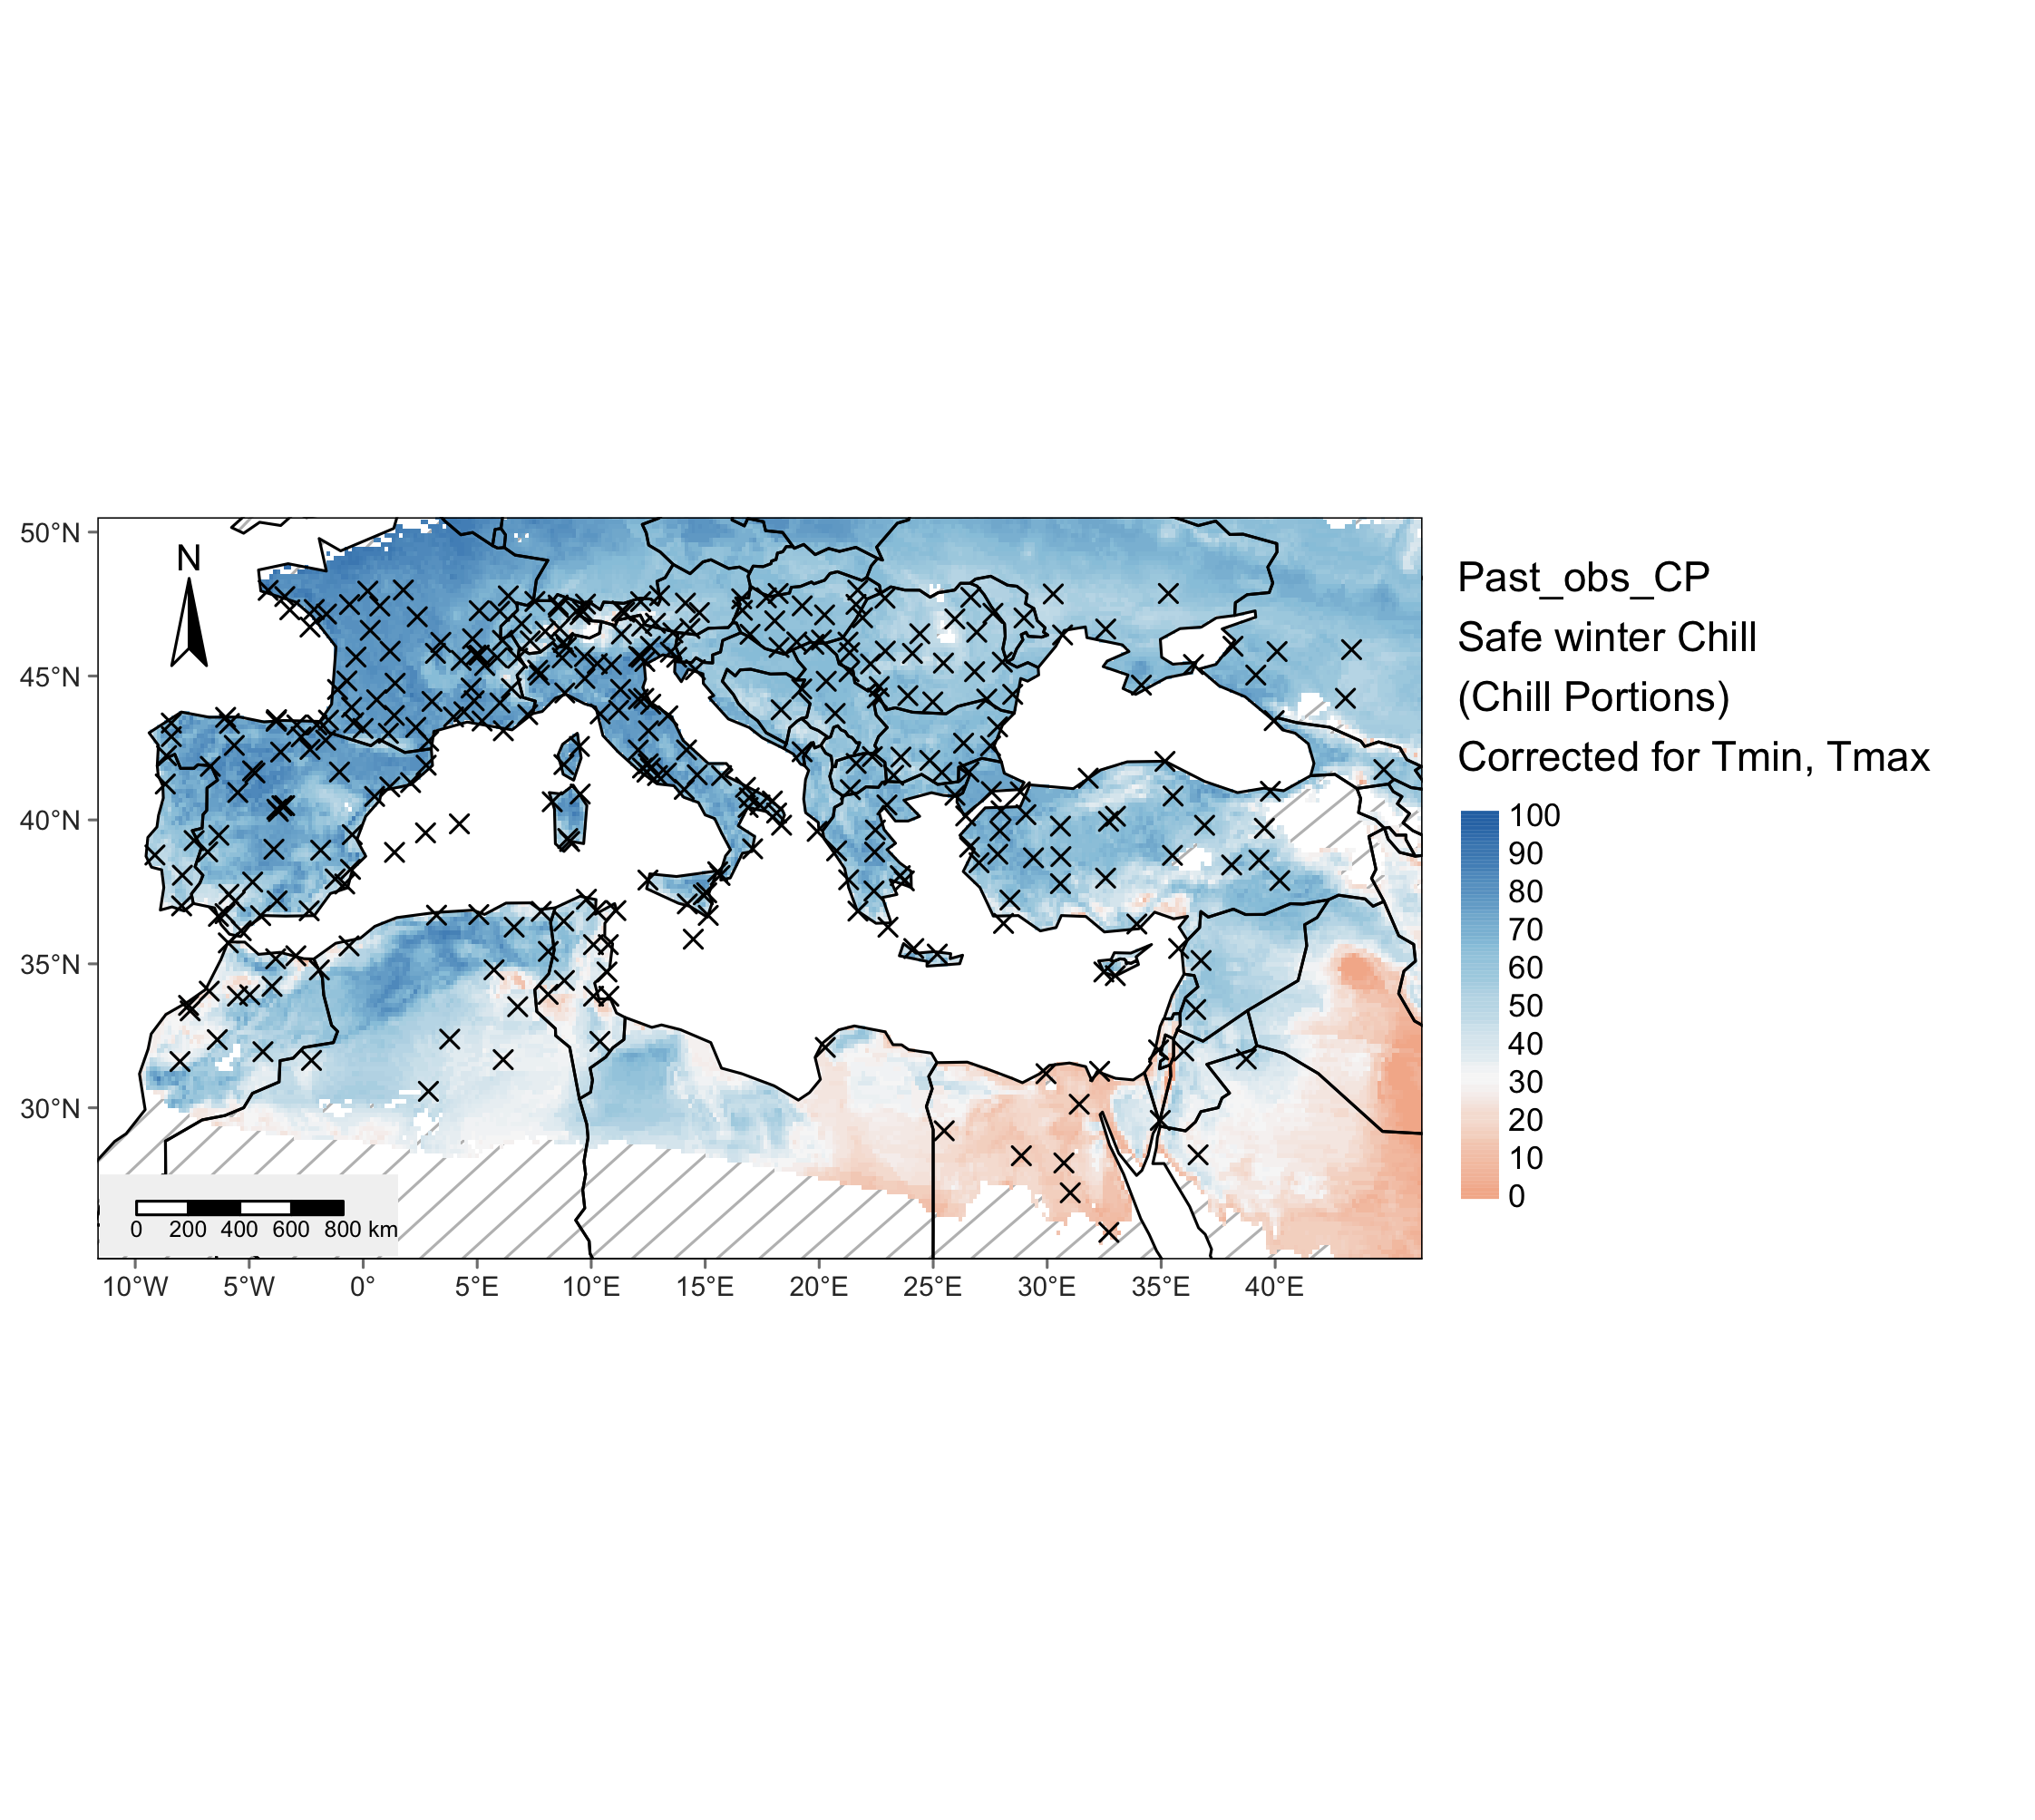 N
50°N
45°N
40°N
35°N
30°N
0 200 400 600 800 km
10°W 5°W 0° 5°E 10°E 15°E 20°E 25°E 30°E 35°E 40°E
Past_obs_CP
Safe winter Chill
(Chill Portions)
Corrected for Tmin, Tmax
100
90
80
70
60
50
40
30
20
10
0